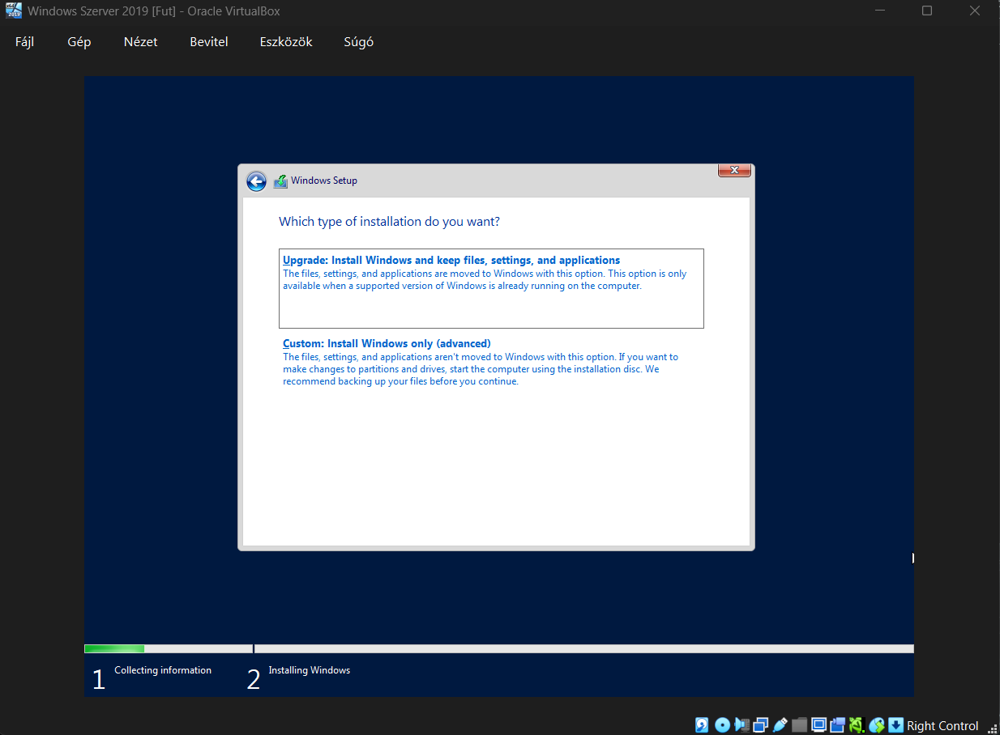 Windows Szerver 2019 [Fut] - Oracle VirtualBox
Fájl Gép Nézet Bevitel Eszközök Súgó
Windows Setup
Which type of installation do you want?
Upgrade: Install Windows and keep files, settings, and applications
The files, settings, and applications are moved to Windows with this option. This option is only
available when a supported version of Windows is already running on the computer.
Custom: Install Windows only (advanced)
The files, settings, and applications aren't moved to Windows with this option. If you want to
make changes to partitions and drives, start the computer using the installation disc. We
recommend backing up your files before you continue.
1 Collecting information 2 Installing Windows
Right Control